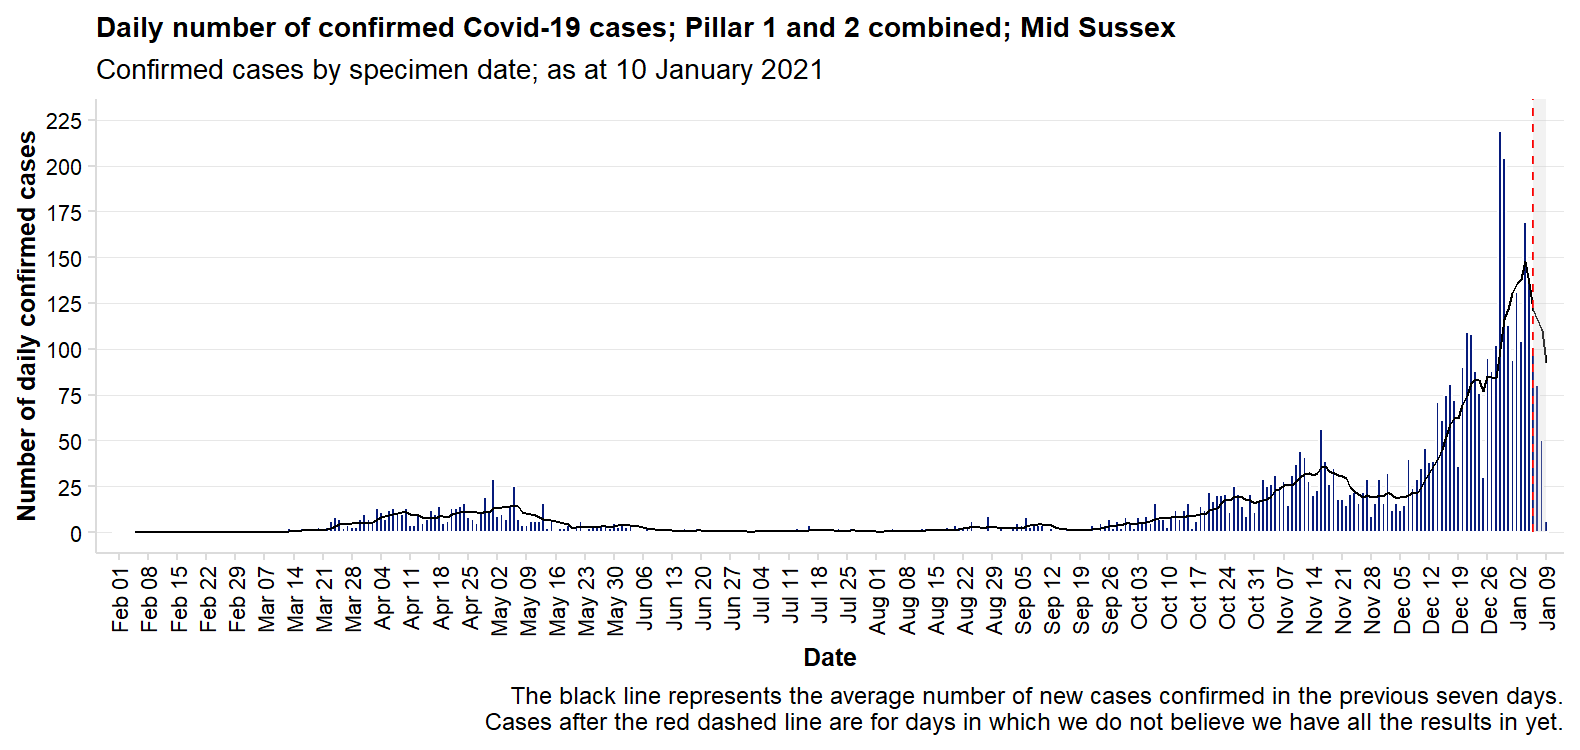 Daily number of confirmed Covid-19 cases; Pillar 1 and 2 combined; Mid Sussex
Confirmed cases by specimen date; as at 10 January 2021
Number of daily confirmed cases
225
200
175
150
125
100
75
50
25
0
Feb 01
Feb 08
Feb 15
Feb 22
Feb 29
Mar 07
Mar 14
Mar 21
Mar 28
Apr 04
Apr 11
Apr 18
Apr 25
May 02
May 09
May 16
May 23
May 30
Jun 06
Jun 13
Jun 20
Jun 27
Jul 04
Jul 11
Jul 18
Jul 25
Aug 01
Aug 08
Aug 15
Aug 22
Aug 29
Sep 05
Sep 12
Sep 19
Sep 26
Oct 03
Oct 10
Oct 17
Oct 24
Oct 31
Nov 07
Nov 14
Nov 21
Nov 28
Dec 05
Dec 12
Dec 19
Dec 26
Jan 02
Jan 09
Date
The black line represents the average number of new cases confirmed in the previous seven days.
Cases after the red dashed line are for days in which we do not believe we have all the results in yet.